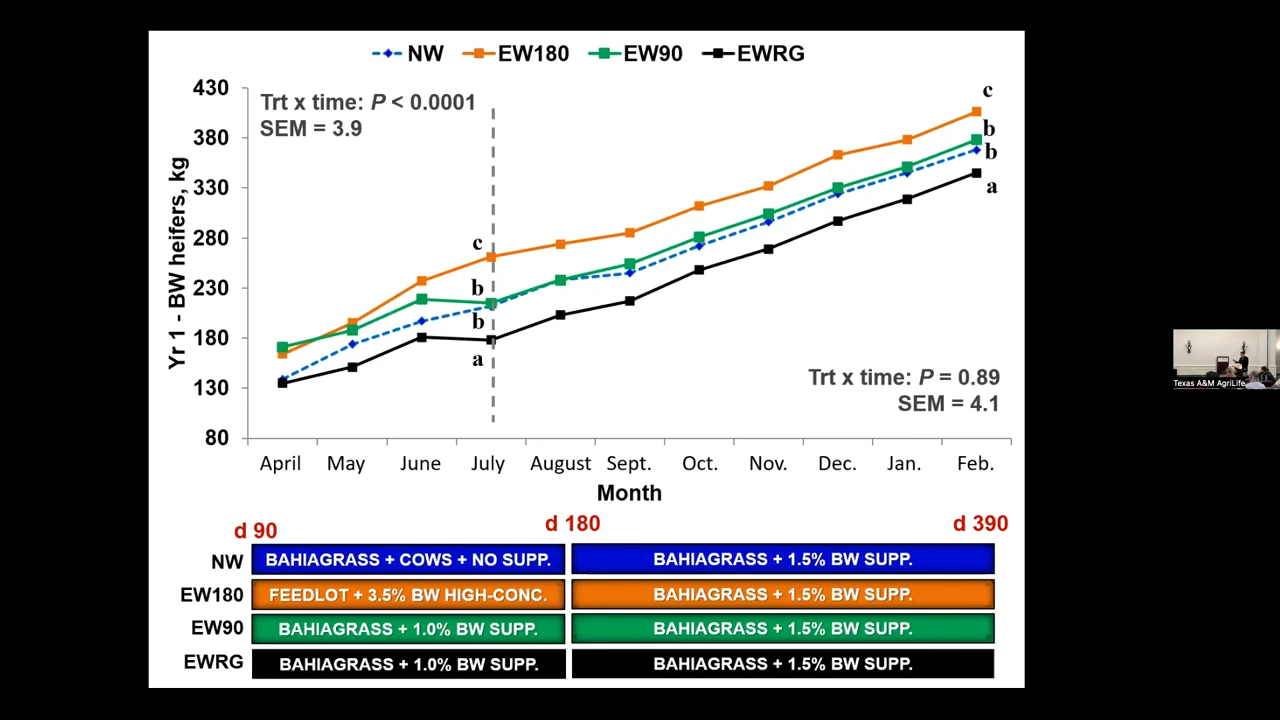 NW EW180 EW90 EWRG
430
380
330
280
230
180
130
80
Yr 1 - BW heifers, kg
Trt x time: P < 0.0001
SEM = 3.9
c
b
b
a
c
b
b
a
Trt x time: P = 0.89
SEM = 4.1
April May June July August Sept. Oct. Nov. Dec. Jan. Feb.
Month
d 90 d 180 d 390
NW BAHIAGRASS + COWS + NO SUPP. BAHIAGRASS + 1.5% BW SUPP.
EW180 FEEDLOT + 3.5% BW HIGH-CONC. BAHIAGRASS + 1.5% BW SUPP.
EW90 BAHIAGRASS + 1.0% BW SUPP. BAHIAGRASS + 1.5% BW SUPP.
EWRG BAHIAGRASS + 1.0% BW SUPP. BAHIAGRASS + 1.5% BW SUPP.
Texas A&M AgriLife